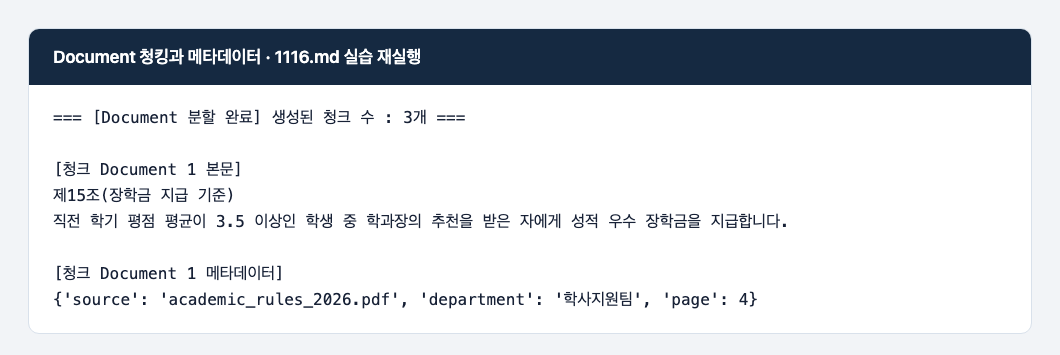 Document 청킹과 메타데이터 · 1116.md 실습 재실행
=== [Document 분할 완료] 생성된 청크 수 : 3개 ===
[청크 Document 1 본문]
제15조(장학금 지급 기준)
직전 학기 평점 평균이 3.5 이상인 학생 중 학과장의 추천을 받은 자에게 성적 우수 장학금을 지급합니다.
[청크 Document 1 메타데이터]
{'source': 'academic_rules_2026.pdf', 'department': '학사지원팀', 'page': 4}